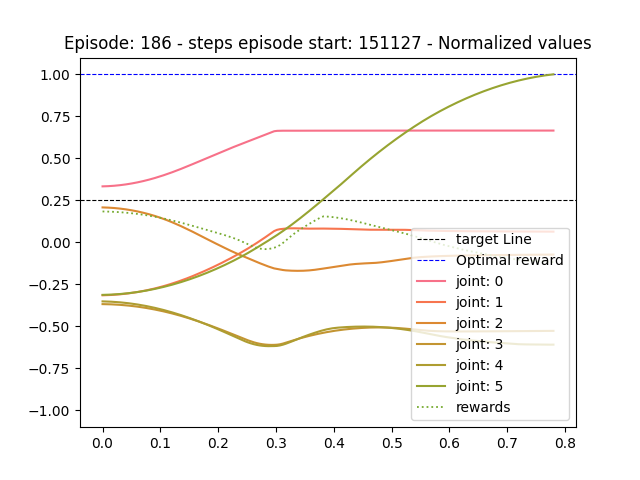 Episode: 186 - steps episode start: 151127 - Normalized values
1.00
0.75
0.50
0.25
0.00
−0.25
−0.50
−0.75
−1.00
target Line
Optimal reward
joint: 0
joint: 1
joint: 2
joint: 3
joint: 4
joint: 5
rewards
0.0 0.1 0.2 0.3 0.4 0.5 0.6 0.7 0.8